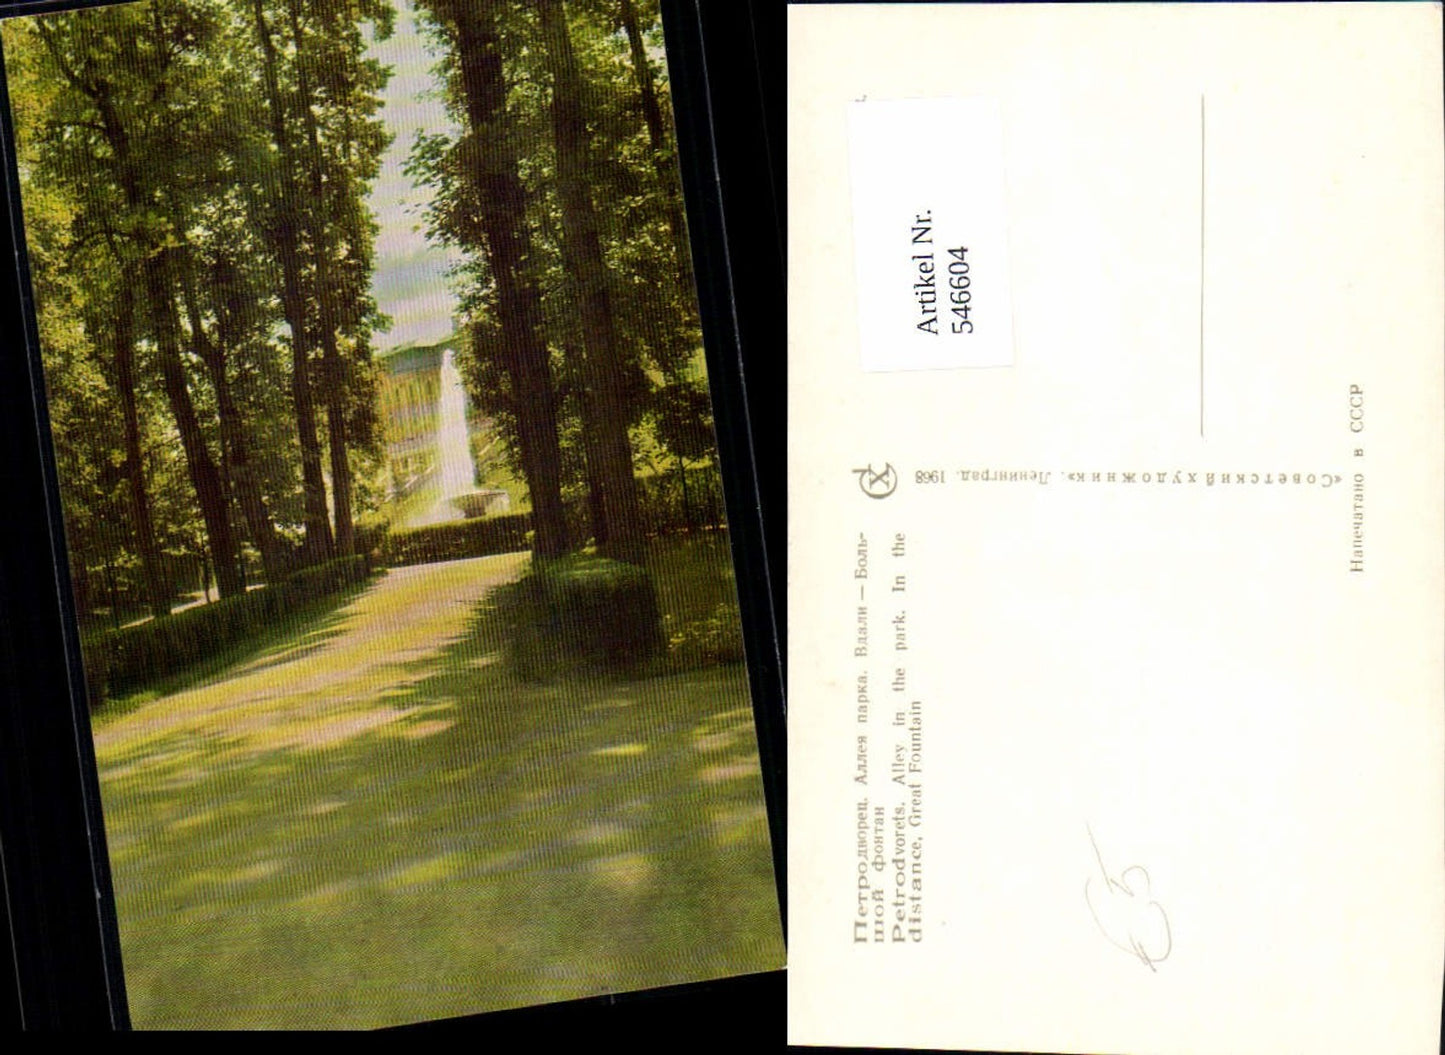 Artikel Nr.
546604
Петродворец. Аллея парка. Вдали — Боль-
шой фонтан
Petrodvorets. Alley in the park. In the
distance, Great Fountain
«Советский художник». Ленинград. 1968
Напечатано в СССР